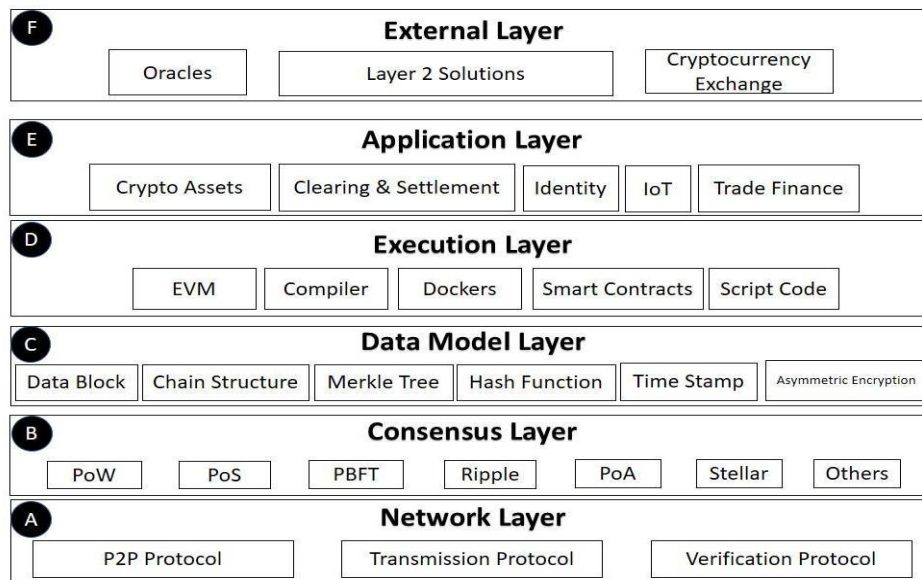 F
External Layer
Oracles
Layer 2 Solutions
Cryptocurrency
Exchange
E
Application Layer
Crypto Assets
Clearing & Settlement
Identity
IoT
Trade Finance
D
Execution Layer
EVM
Compiler
Dockers
Smart Contracts
Script Code
C
Data Model Layer
Data Block
Chain Structure
Merkle Tree
Hash Function
Time Stamp
Asymmetric Encryption
B
Consensus Layer
PoW
PoS
PBFT
Ripple
PoA
Stellar
Others
A
Network Layer
P2P Protocol
Transmission Protocol
Verification Protocol